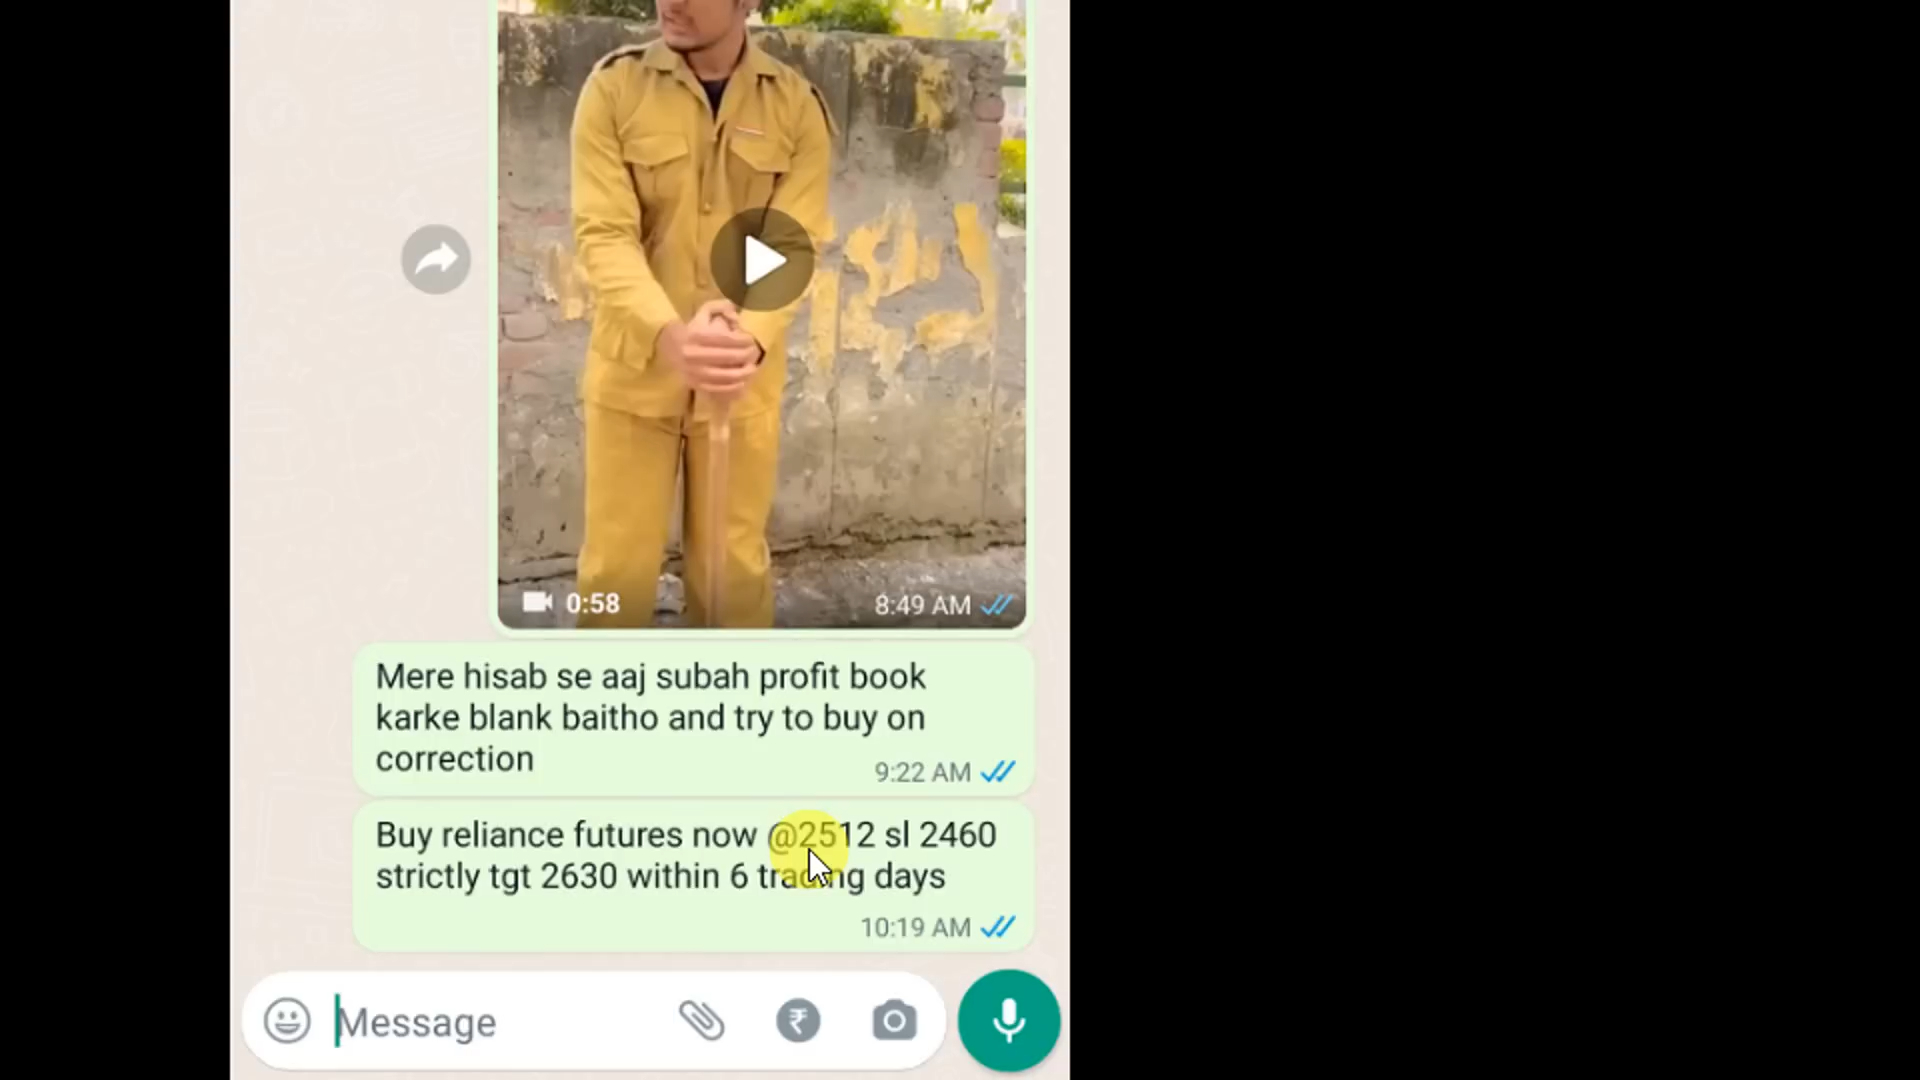 0:58
8:49 AM
Mere hisab se aaj subah profit book
karke blank baitho and try to buy on
correction
9:22 AM
Buy reliance futures now @2512 sl 2460
strictly tgt 2630 within 6 trading days
10:19 AM
Message